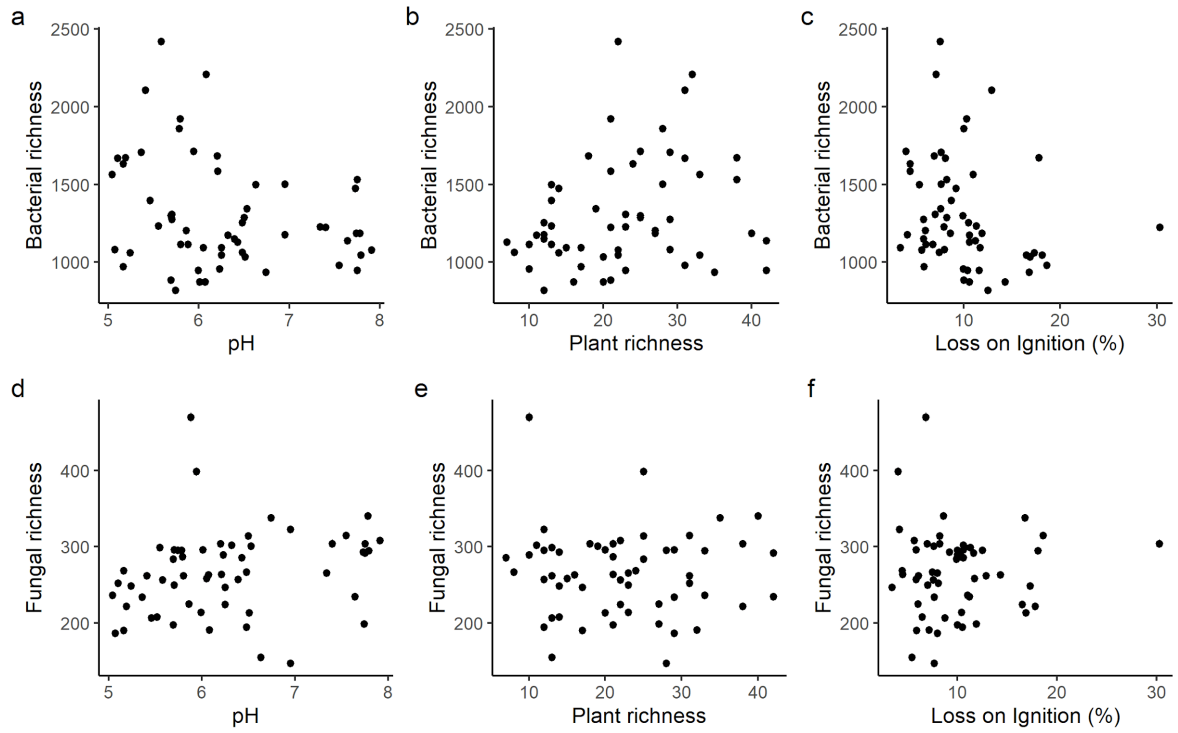 a
2500
2000
1500
1000
Bacterial richness
5 6 7 8
pH
b
2500
2000
1500
1000
Bacterial richness
10 20 30 40
Plant richness
c
2500
2000
1500
1000
Bacterial richness
10 20 30
Loss on Ignition (%)
d
400
300
200
Fungal richness
5 6 7 8
pH
e
400
300
200
Fungal richness
10 20 30 40
Plant richness
f
400
300
200
Fungal richness
10 20 30
Loss on Ignition (%)